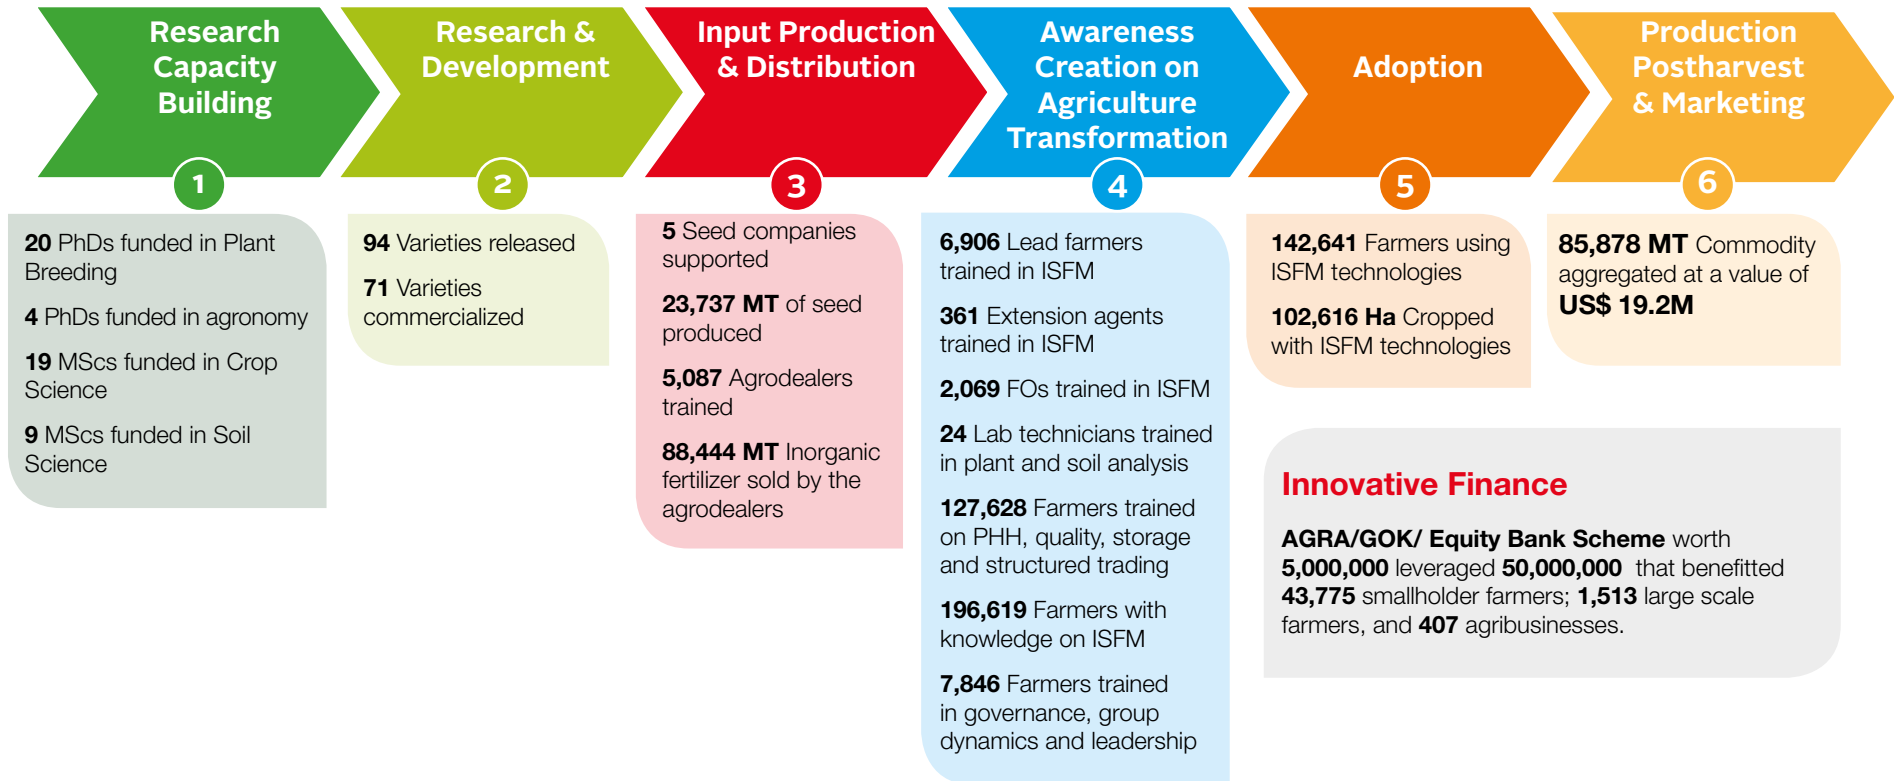 Research
Capacity
Building
1
20 PhDs funded in Plant
Breeding
4 PhDs funded in agronomy
19 MScs funded in Crop
Science
9 MScs funded in Soil
Science
Research &
Development
2
94 Varieties released
71 Varieties
commercialized
Input Production
& Distribution
3
5 Seed companies
supported
23,737 MT of seed
produced
5,087 Agrodealers
trained
88,444 MT Inorganic
fertilizer sold by the
agrodealers
Awareness
Creation on
Agriculture
Transformation
4
6,906 Lead farmers
trained in ISFM
361 Extension agents
trained in ISFM
2,069 FOs trained in ISFM
24 Lab technicians trained
in plant and soil analysis
127,628 Farmers trained
on PHH, quality, storage
and structured trading
196,619 Farmers with
knowledge on ISFM
7,846 Farmers trained
in governance, group
dynamics and leadership
Adoption
5
142,641 Farmers using
ISFM technologies
102,616 Ha Cropped
with ISFM technologies
Production
Postharvest
& Marketing
6
85,878 MT Commodity
aggregated at a value of
US$ 19.2M
Innovative Finance
AGRA/GOK/ Equity Bank Scheme worth
5,000,000 leveraged 50,000,000 that benefitted
43,775 smallholder farmers; 1,513 large scale
farmers, and 407 agribusinesses.